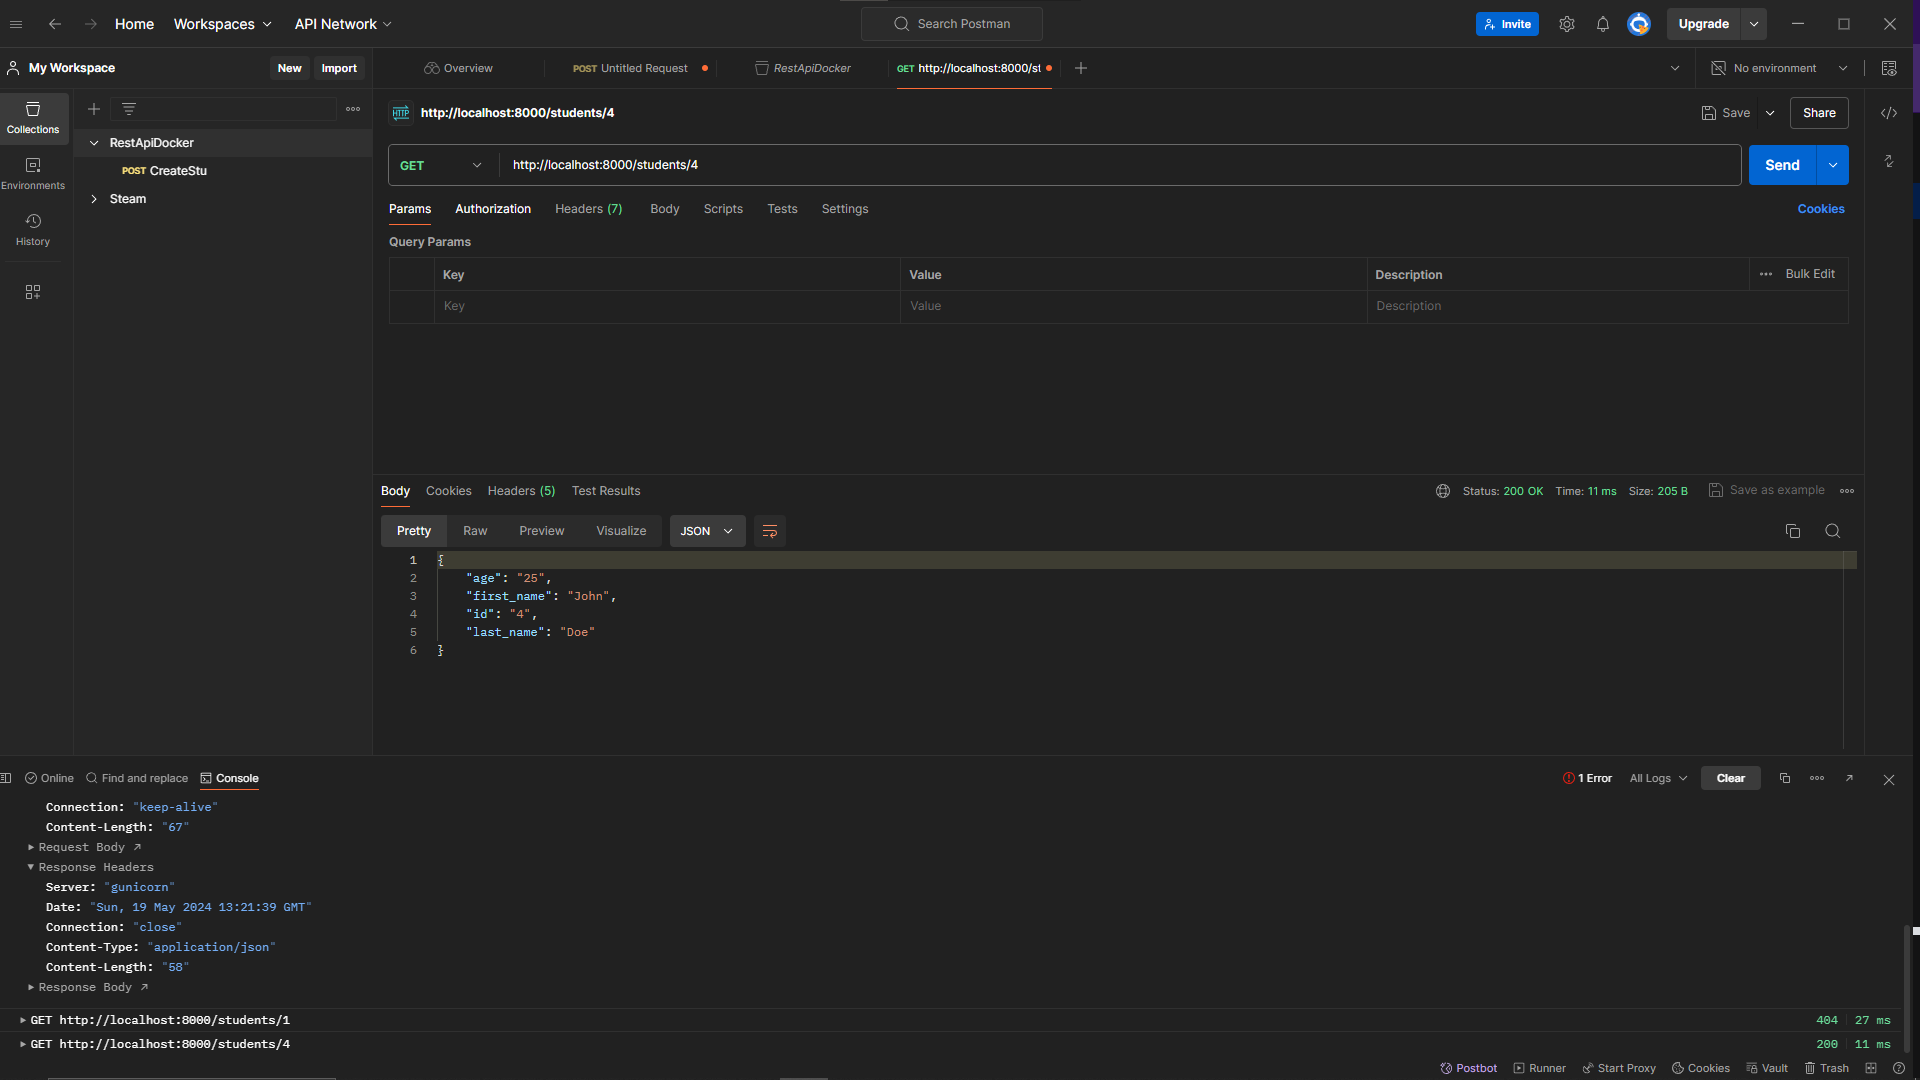 Home Workspaces API Network Search Postman Invite Upgrade
My Workspace New Import Overview POST Untitled Request RestApiDocker GET http://localhost:8000/st No environment
Collections
Environments
History
RestApiDocker
POST CreateStu
Steam
HTTP http://localhost:8000/students/4 Save Share
GET http://localhost:8000/students/4 Send
Params Authorization Headers (7) Body Scripts Tests Settings Cookies
Query Params
Key Value Description Bulk Edit
Key Value Description
Body Cookies Headers (5) Test Results Status: 200 OK Time: 11 ms Size: 205 B Save as example
Pretty Raw Preview Visualize JSON
1 {
2 "age": "25",
3 "first_name": "John",
4 "id": "4",
5 "last_name": "Doe"
6 }
Online Find and replace Console 1 Error All Logs Clear
Connection: "keep-alive"
Content-Length: "67"
Request Body
Response Headers
Server: "gunicorn"
Date: "Sun, 19 May 2024 13:21:39 GMT"
Connection: "close"
Content-Type: "application/json"
Content-Length: "58"
Response Body
GET http://localhost:8000/students/1 404 27 ms
GET http://localhost:8000/students/4 200 11 ms
Postbot Runner Start Proxy Cookies Vault Trash